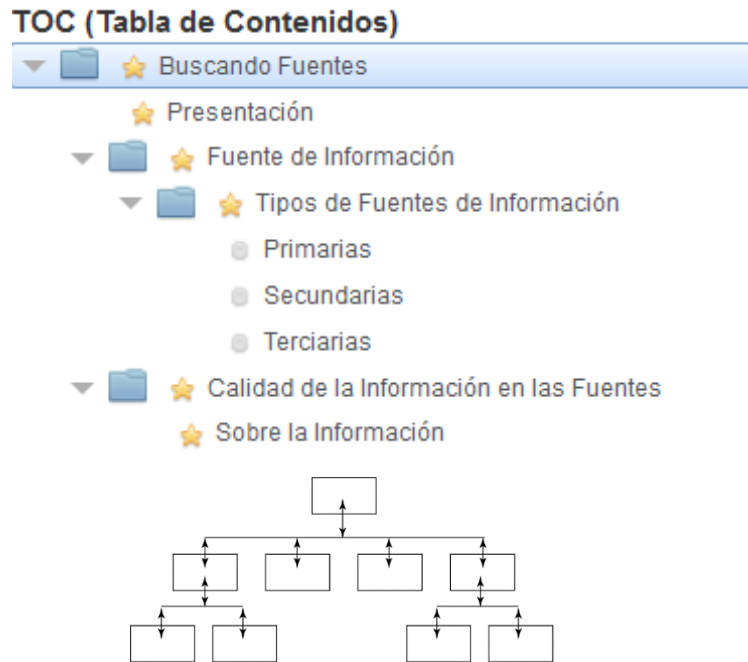 TOC (Tabla de Contenidos)
Buscando Fuentes
Presentación
Fuente de Información
Tipos de Fuentes de Información
Primarias
Secundarias
Terciarias
Calidad de la Información en las Fuentes
Sobre la Información